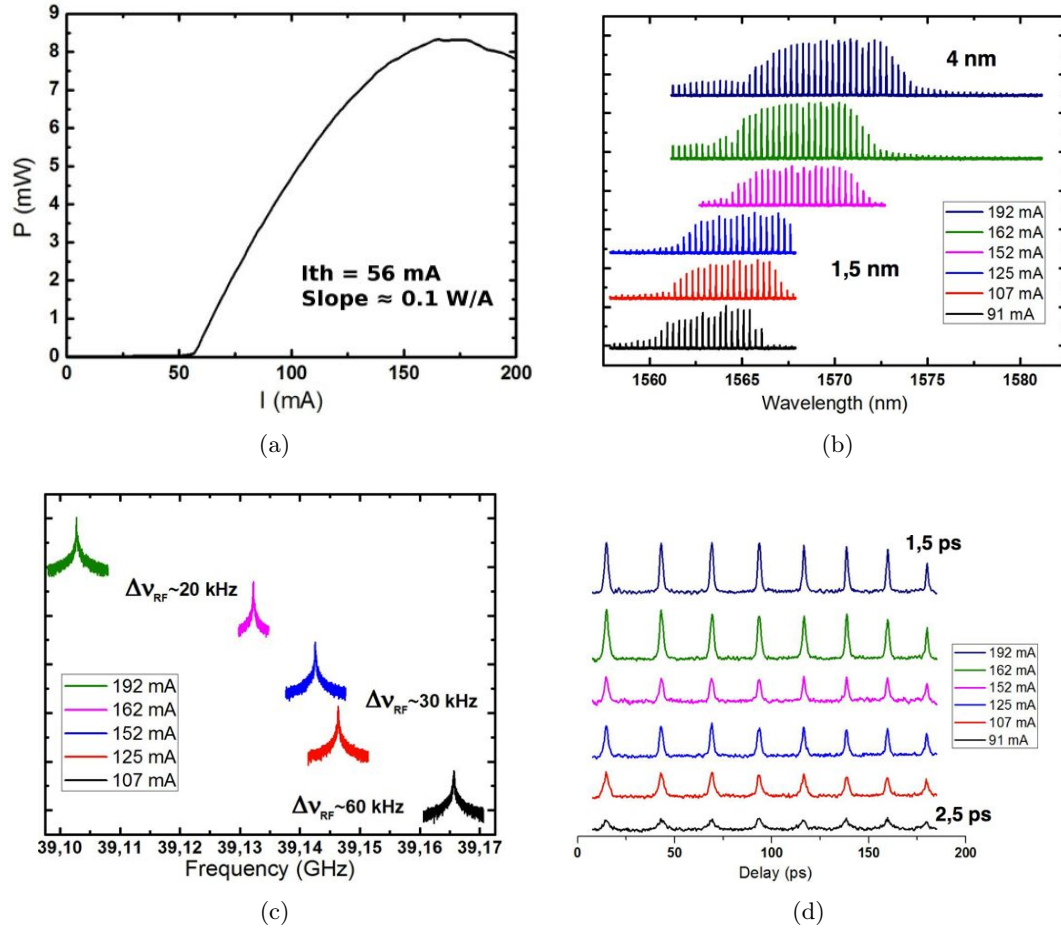 9
8
7
6
5
4
3
2
1
0
P (mW)
Ith = 56 mA
Slope ≈ 0.1 W/A
0 50 100 150 200
I (mA)
(a)
4 nm
1,5 nm
192 mA
162 mA
152 mA
125 mA
107 mA
91 mA
1560 1565 1570 1575 1580
Wavelength (nm)
(b)
Δν_RF~20 kHz
Δν_RF~30 kHz
Δν_RF~60 kHz
192 mA
162 mA
152 mA
125 mA
107 mA
39,10 39,11 39,12 39,13 39,14 39,15 39,16 39,17
Frequency (GHz)
(c)
1,5 ps
192 mA
162 mA
152 mA
125 mA
107 mA
91 mA
2,5 ps
0 50 100 150 200
Delay (ps)
(d)